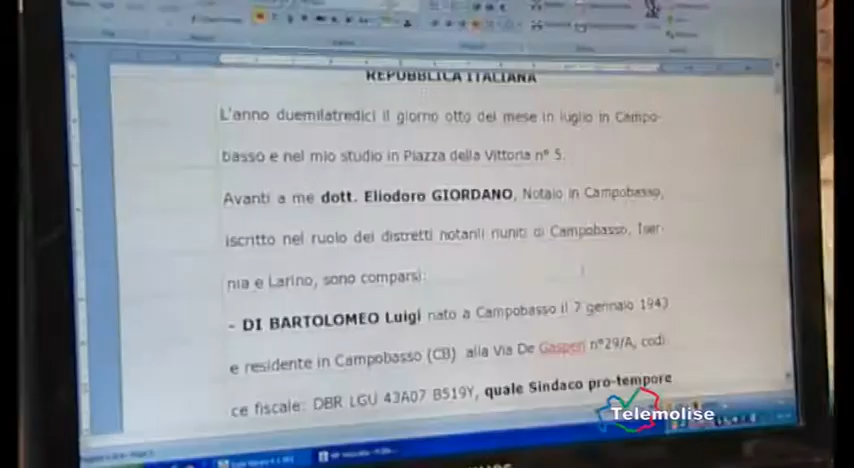 REPUBBLICA ITALIANA
L'anno duemilatredici il giorno otto del mese in luglio in Campo-
basso e nel mio studio in Piazza della Vittoria n° 5.
Avanti a me dott. Eliodoro GIORDANO, Notaio in Campobasso,
iscritto nel ruolo dei distretti notarili riuniti di Campobasso, Iser-
nia e Larino, sono comparsi:
- DI BARTOLOMEO Luigi nato a Campobasso il 7 gennaio 1943
e residente in Campobasso (CB) alla Via De Gasperi n°29/A, codi
ce fiscale: DBR LGU 43A07 B519Y, quale Sindaco pro-tempore
Telemolise